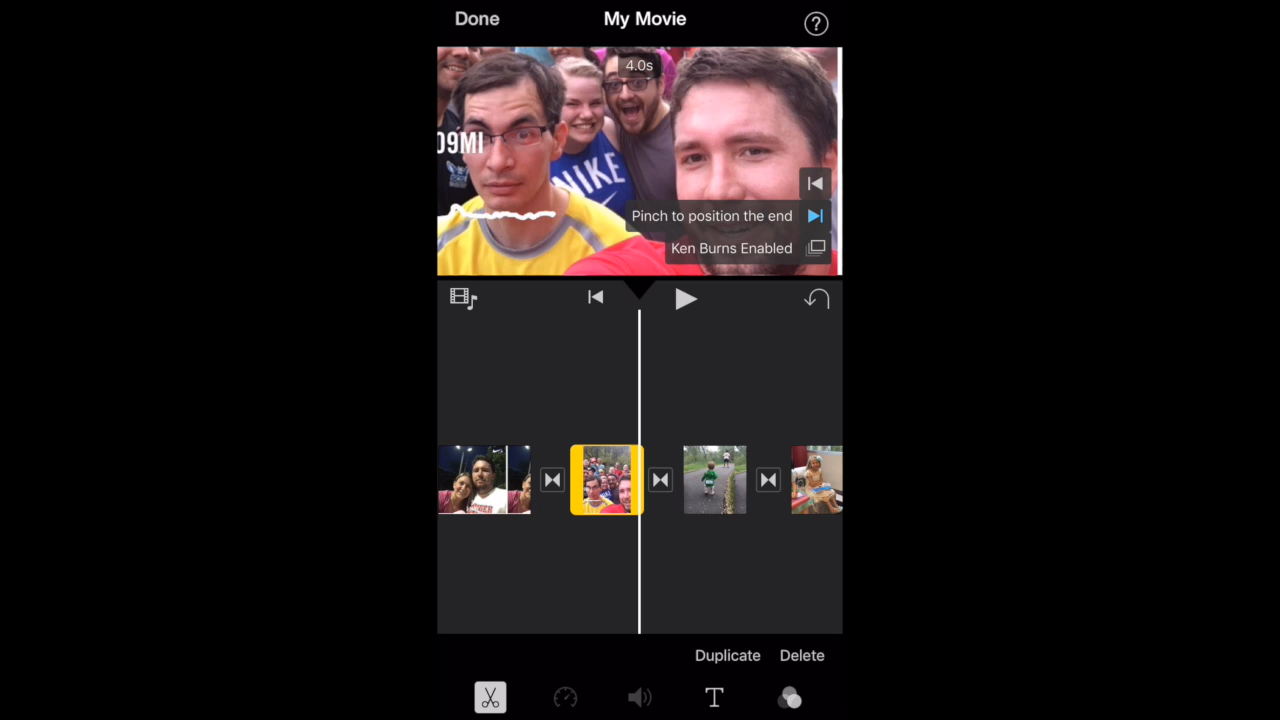 Done
My Movie
?
4.0s
09MI
NIKE
Pinch to position the end
Ken Burns Enabled
Duplicate
Delete
T